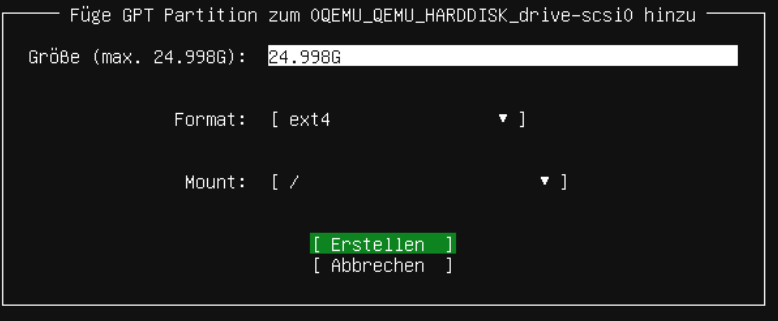 Füge GPT Partition zum 0QEMU_QEMU_HARDDISK_drive-scsi0 hinzu
Größe (max. 24.998G): 24.998G
Format: [ ext4 ▼ ]
Mount: [ / ▼ ]
[ Erstellen ]
[ Abbrechen ]